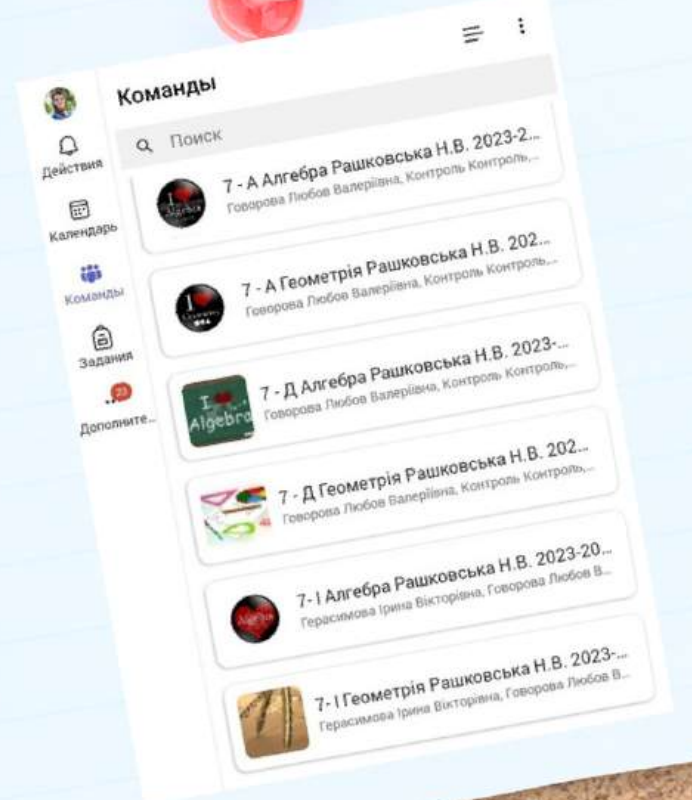 Команды
Поиск
Действия
Календарь
Команды
Задания
23
Дополните...
7 - А Алгебра Рашковська Н.В. 2023-2...
Говорова Любов Валеріївна, Контроль Контроль,...
7 - А Геометрія Рашковська Н.В. 202...
Говорова Любов Валеріївна, Контроль Контроль,...
I
Algebra
7 - Д Алгебра Рашковська Н.В. 2023-...
Говорова Любов Валеріївна, Контроль Контроль,...
7 - Д Геометрія Рашковська Н.В. 202...
Говорова Любов Валеріївна, Контроль Контроль,...
7- І Алгебра Рашковська Н.В. 2023-20...
Герасимова Ірина Вікторівна, Говорова Любов В...
7- І Геометрія Рашковська Н.В. 2023-...
Герасимова Ірина Вікторівна, Говорова Любов В...